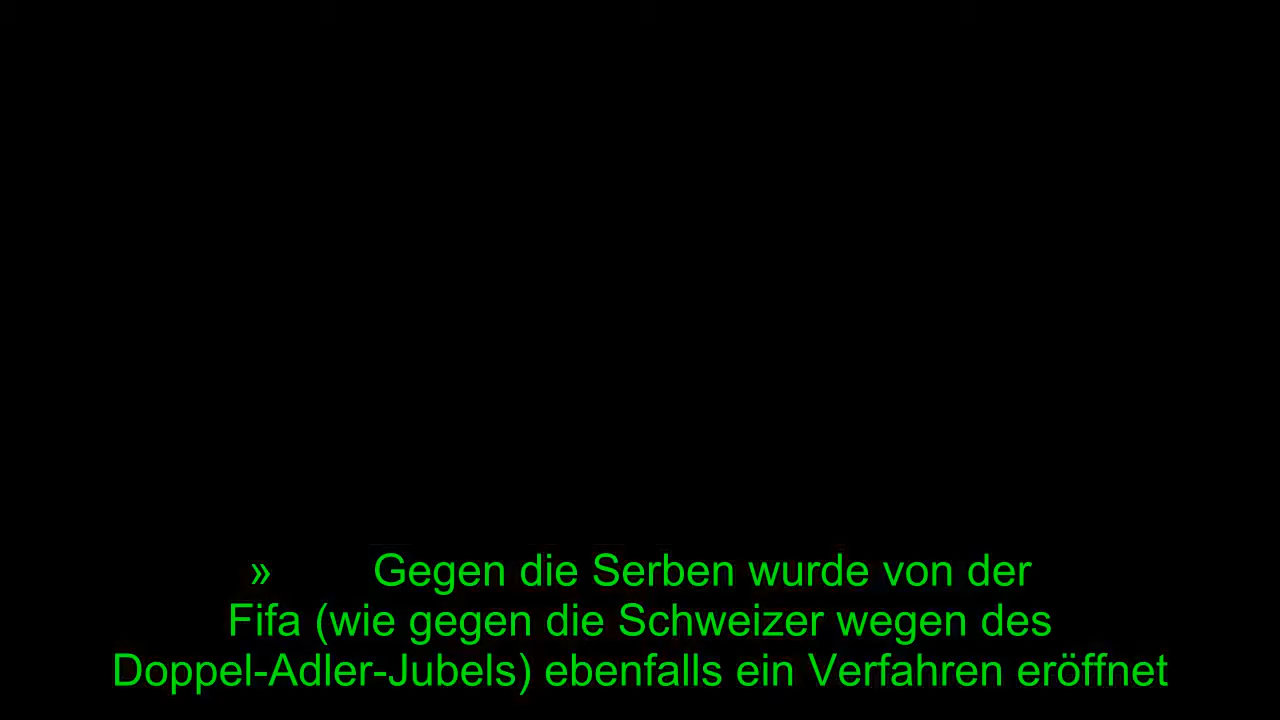 » Gegen die Serben wurde von der
Fifa (wie gegen die Schweizer wegen des
Doppel-Adler-Jubels) ebenfalls ein Verfahren eröffnet